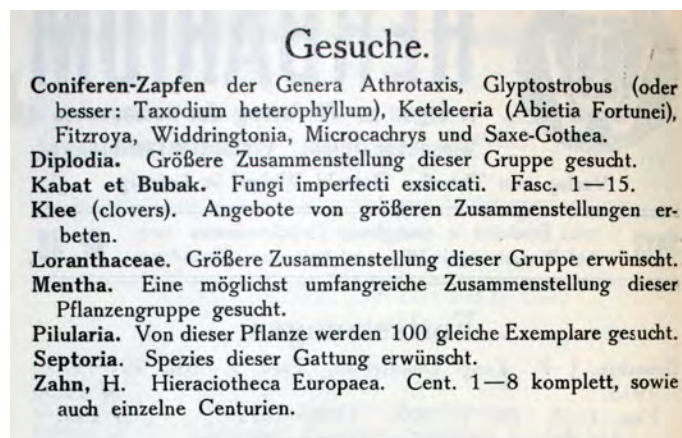 Gesuche.
Coniferen-Zapfen der Genera Athrotaxis, Glyptostrobus (oder
besser: Taxodium heterophyllum), Keteleeria (Abietia Fortunei),
Fitzroya, Widdringtonia, Microcachrys und Saxe-Gothea.
Diplodia. Größere Zusammenstellung dieser Gruppe gesucht.
Kabat et Bubak. Fungi imperfecti exsiccati. Fasc. 1—15.
Klee (clovers). Angebote von größeren Zusammenstellungen er-
beten.
Loranthaceae. Größere Zusammenstellung dieser Gruppe erwünscht.
Mentha. Eine möglichst umfangreiche Zusammenstellung dieser
Pflanzengruppe gesucht.
Pilularia. Von dieser Pflanze werden 100 gleiche Exemplare gesucht.
Septoria. Spezies dieser Gattung erwünscht.
Zahn, H. Hieraciotheca Europaea. Cent. 1—8 komplett, sowie
auch einzelne Centurien.